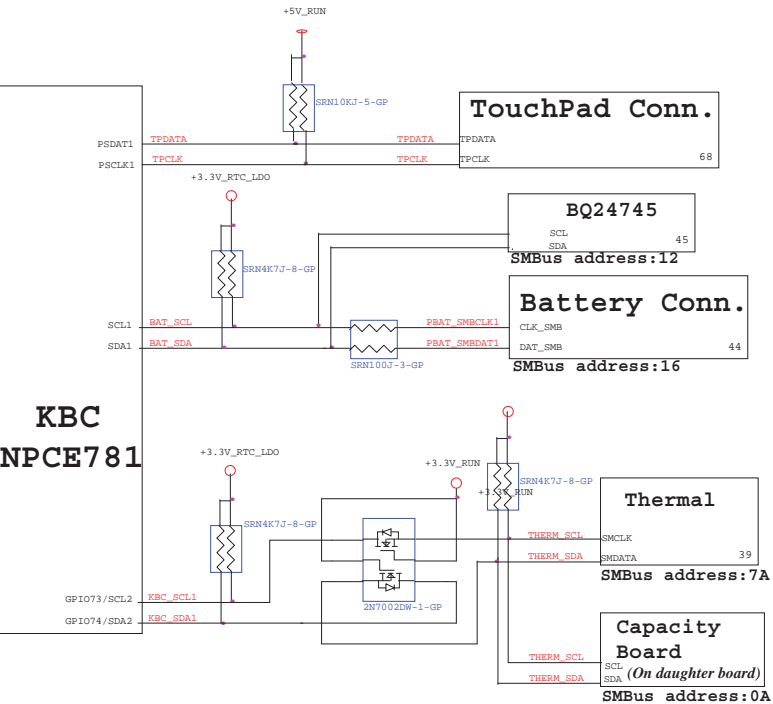 +5V_RUN
SRN10KJ-5-GP
TouchPad Conn.
PSDAT1 TPDATA TPDATA TPDATA
PSCLK1 TPCLK TPCLK TPCLK 68
+3.3V_RTC_LDO
BQ24745
SCL 45
SDA
SMBus address:12
SRN4K7J-8-GP
Battery Conn.
SCL1 BAT_SCL PBAT_SMBCLK1 CLK_SMB
SDA1 BAT_SDA PBAT_SMBDAT1 DAT_SMB 44
SRN100J-3-GP
SMBus address:16
KBC
NPCE781
+3.3V_RTC_LDO
+3.3V_RUN
SRN4K7J-8-GP
+3.3V_RUN
Thermal
SRN4K7J-8-GP
THERM_SCL SMCLK
THERM_SDA SMDATA 39
SMBus address:7A
GPIO73/SCL2 KBC_SCL1
2N7002DW-1-GP
GPIO74/SDA2 KBC_SDA1
Capacity
Board
THERM_SCL SCL
(On daughter board)
THERM_SDA SDA
SMBus address:0A